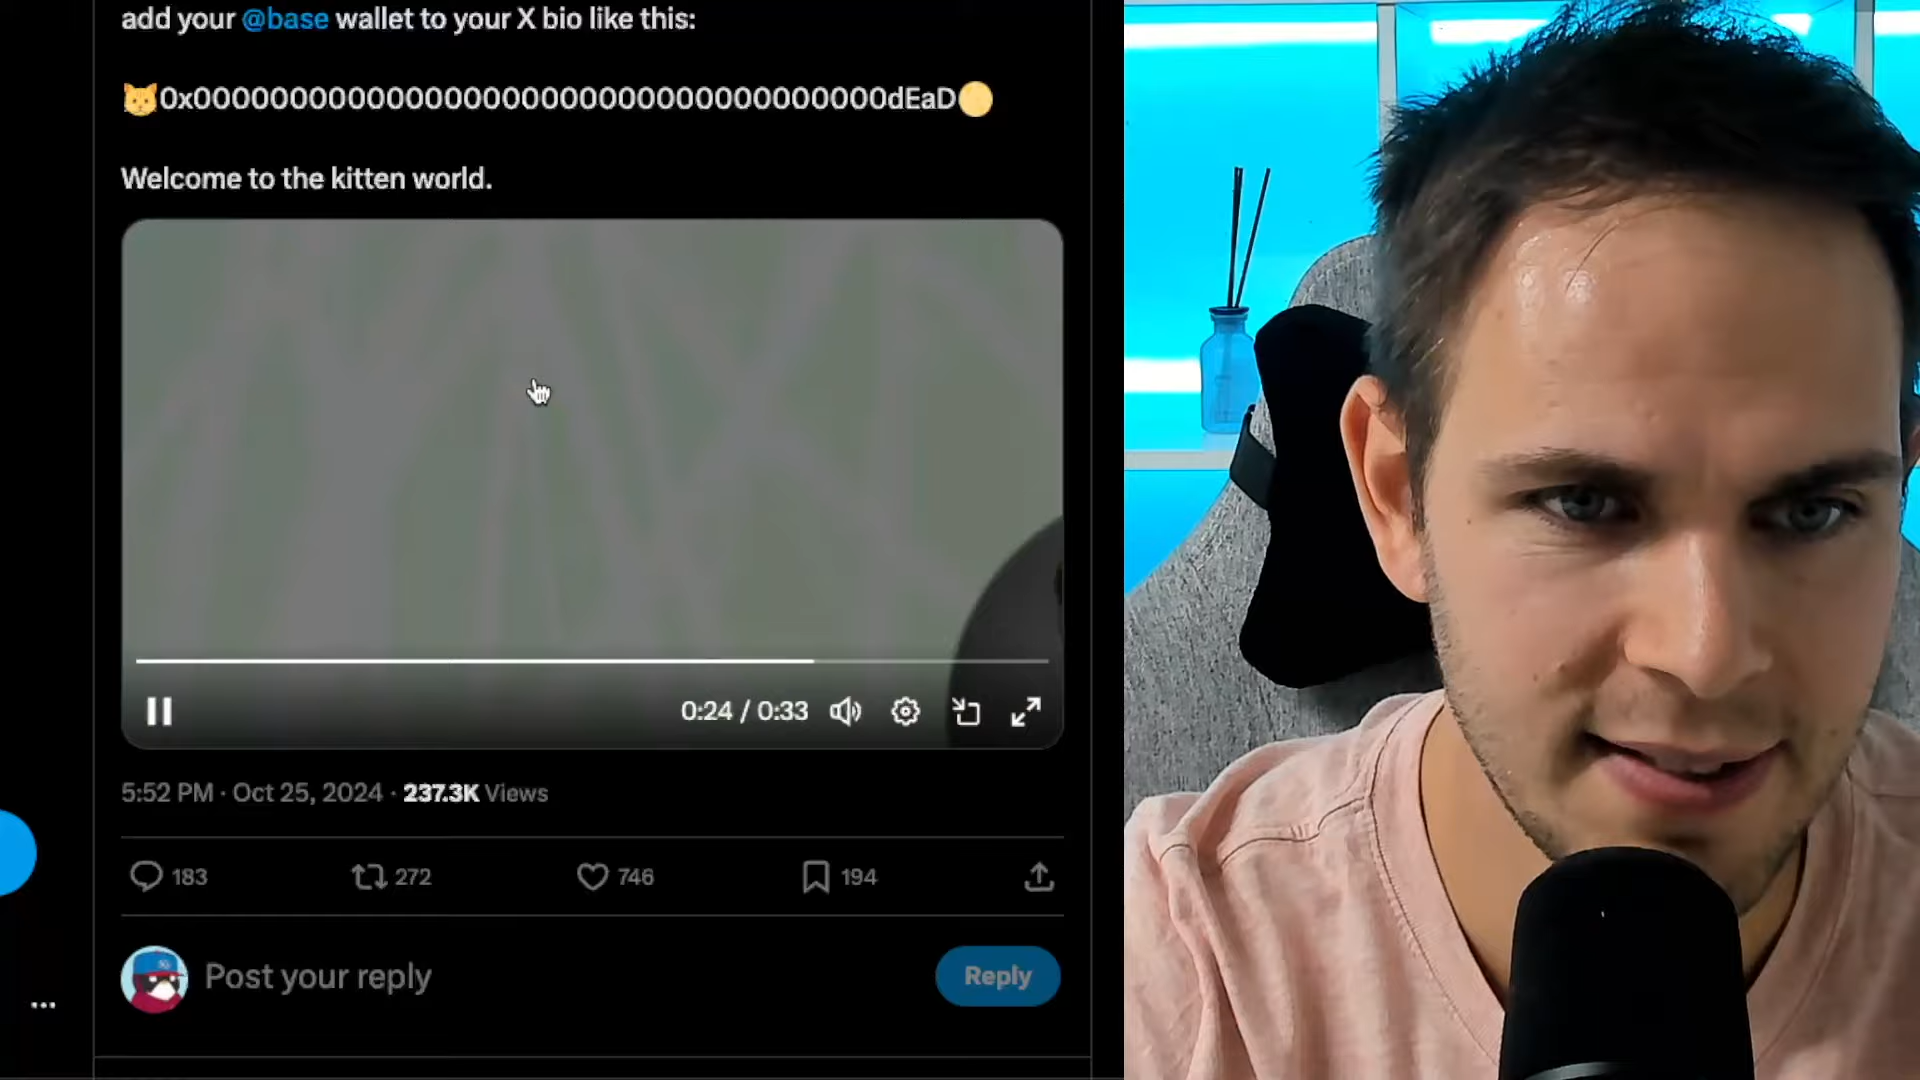 add your @base wallet to your X bio like this:
🐱0x000000000000000000000000000000000000dEaD🟡
Welcome to the kitten world.
0:24 / 0:33
5:52 PM · Oct 25, 2024 · 237.3K Views
183 272 746 194
Post your reply
Reply